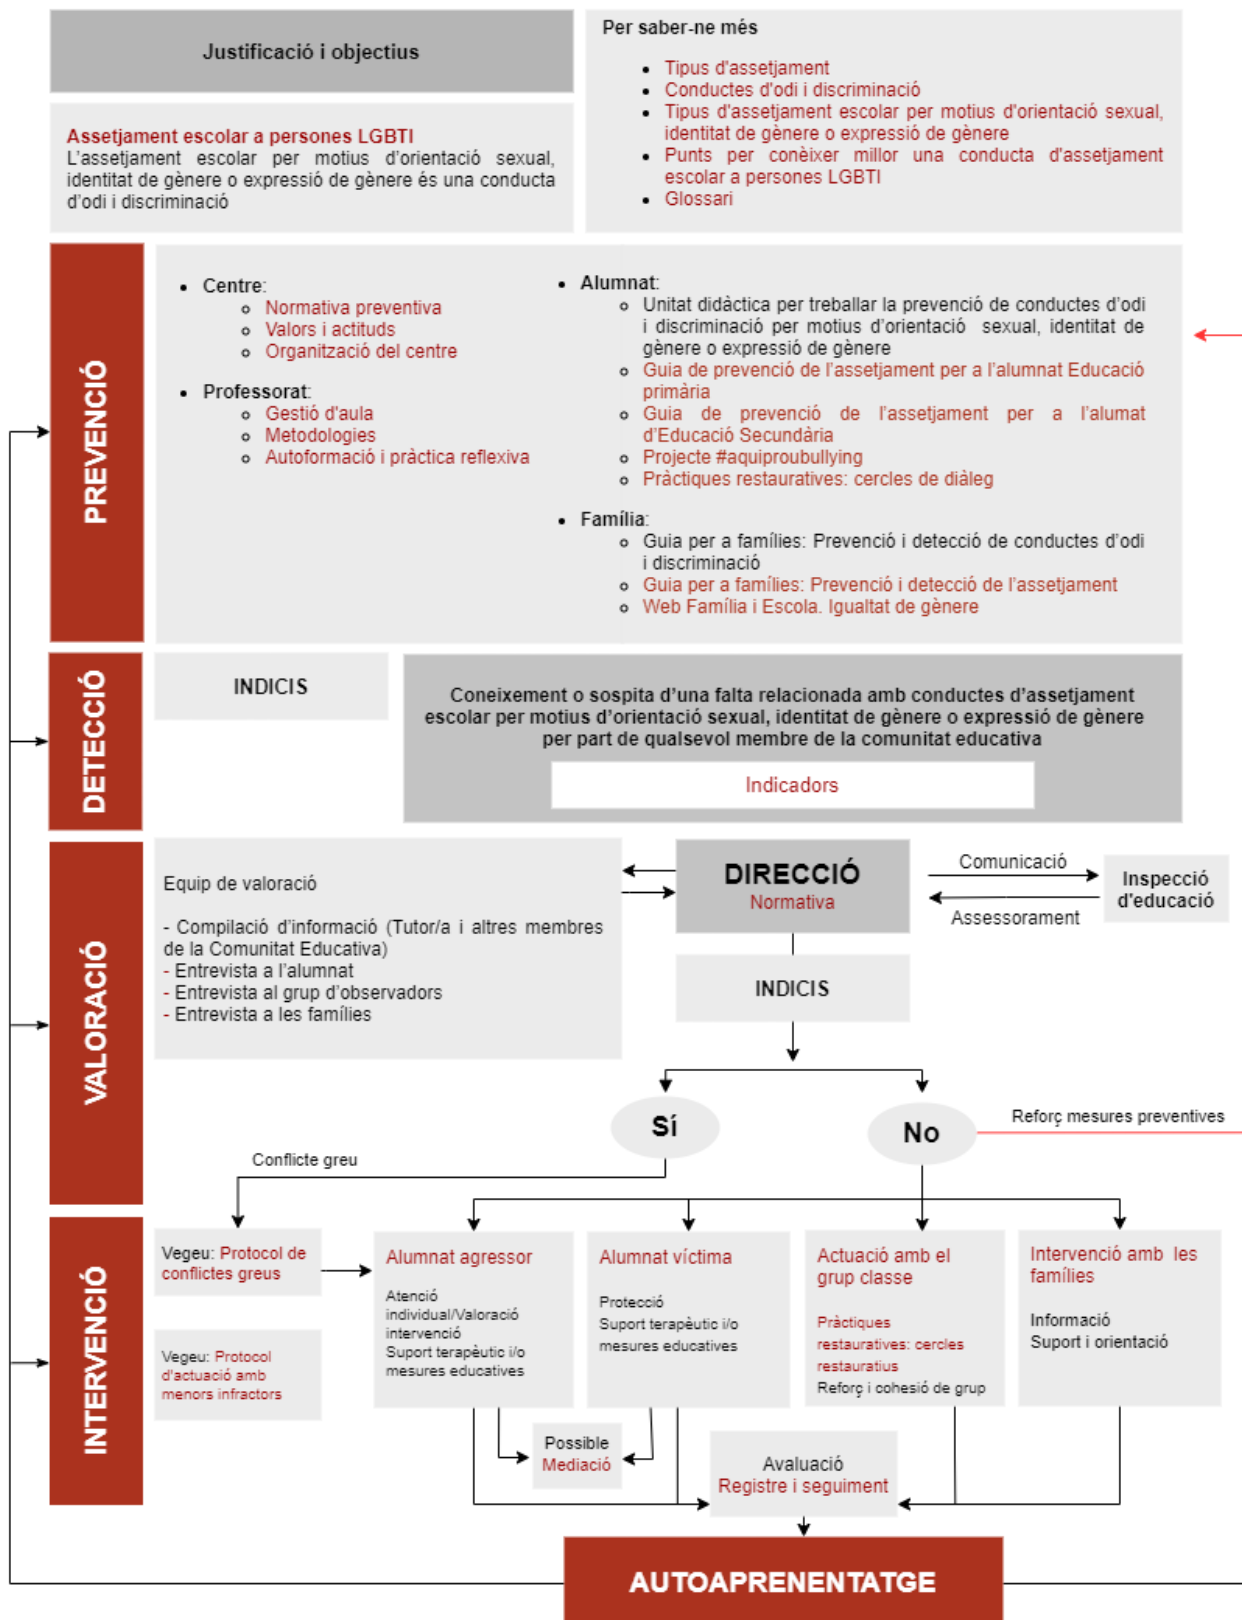 Justificació i objectius
Assetjament escolar a persones LGBTI
L'assetjament escolar per motius d'orientació sexual,
identitat de gènere o expressió de gènere és una conducta
d'odi i discriminació
Per saber-ne més
Tipus d'assetjament
Conductes d'odi i discriminació
Tipus d'assetjament escolar per motius d'orientació sexual,
identitat de gènere o expressió de gènere
Punts per conèixer millor una conducta d'assetjament
escolar a persones LGBTI
Glossari
PREVENCIÓ
Centre:
Normativa preventiva
Valors i actituds
Organització del centre
Professorat:
Gestió d'aula
Metodologies
Autoformació i pràctica reflexiva
Alumnat:
Unitat didàctica per treballar la prevenció de conductes d'odi
i discriminació per motius d'orientació sexual, identitat de
gènere o expressió de gènere
Guia de prevenció de l'assetjament per a l'alumnat Educació
primària
Guia de prevenció de l'assetjament per a l'alumat
d'Educació Secundària
Projecte #aquiproubullying
Pràctiques restauratives: cercles de diàleg
Família:
Guia per a famílies: Prevenció i detecció de conductes d'odi
i discriminació
Guia per a famílies: Prevenció i detecció de l'assetjament
Web Família i Escola. Igualtat de gènere
DETECCIÓ
INDICIS
Coneixement o sospita d'una falta relacionada amb conductes d'assetjament
escolar per motius d'orientació sexual, identitat de gènere o expressió de gènere
per part de qualsevol membre de la comunitat educativa
Indicadors
VALORACIÓ
Equip de valoració
- Compilació d'informació (Tutor/a i altres membres
de la Comunitat Educativa)
- Entrevista a l'alumnat
- Entrevista al grup d'observadors
- Entrevista a les famílies
DIRECCIÓ
Normativa
Comunicació
Assessorament
Inspecció
d'educació
INDICIS
Sí
No
Reforç mesures preventives
Conflicte greu
INTERVENCIÓ
Vegeu: Protocol de
conflictes greus
Vegeu: Protocol
d'actuació amb
menors infractors
Alumnat agressor
Atenció
individual/Valoració
intervenció
Suport terapèutic i/o
mesures educatives
Alumnat víctima
Protecció
Suport terapèutic i/o
mesures educatives
Actuació amb el
grup classe
Pràctiques
restauratives: cercles
restauratius
Reforç i cohesió de grup
Intervenció amb les
famílies
Informació
Suport i orientació
Possible
Mediació
Avaluació
Registre i seguiment
AUTOAPRENENTATGE